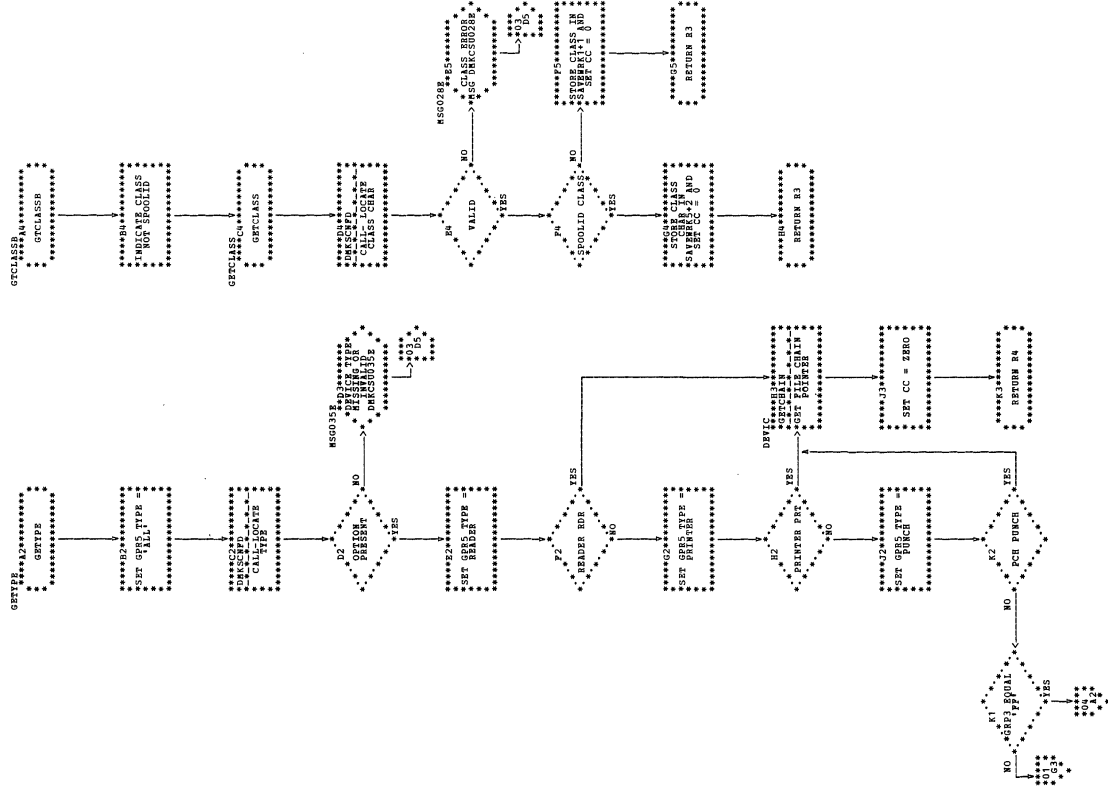 GETYPE
A2
GETYPE
B2
SET GPR5 TYPE =
'ALL'
C2
DMKSCNFD
CALL-LOCATE
TYPE
D2
OPTION
PRESENT
NO
YES
MSG035E
D3
DEVICE TYPE
MISSING OR
INVALID
DMKCSU035E
03
D5
E2
SET GPR5 TYPE =
READER
F2
READER RDR
YES
NO
G2
SET GPR5 TYPE =
PRINTER
H2
PRINTER PRT
YES
NO
DEVIC
H3
GETCHAIN
GET FILE CHAIN
POINTER
J3
SET CC = ZERO
K3
RETURN R4
J2
SET GPR5 TYPE =
PUNCH
K2
PCH PUNCH
YES
NO
K1
GRP3 EQUAL
'FF'
NO
YES
01
G3
04
A2
GTCLASSB
A4
GTCLASSB
B4
INDICATE CLASS
NOT SPOOLID
GETCLASS
C4
GETCLASS
D4
DMKSCNFD
CALL- LOCATE
CLASS CHAR
E4
VALID
NO
YES
MSG028E
E5
CLASS ERROR
MSG DMKCSU028E
03
D5
F4
SPOOLID CLASS
NO
YES
F5
STORE CLASS IN
SAVEWRK1+1 AND
SET CC = 0
G5
RETURN R3
G4
STORE CLASS
CHAR IN
SAVEWRK5+2 AND
SET CC = 0
H4
RETURN R3